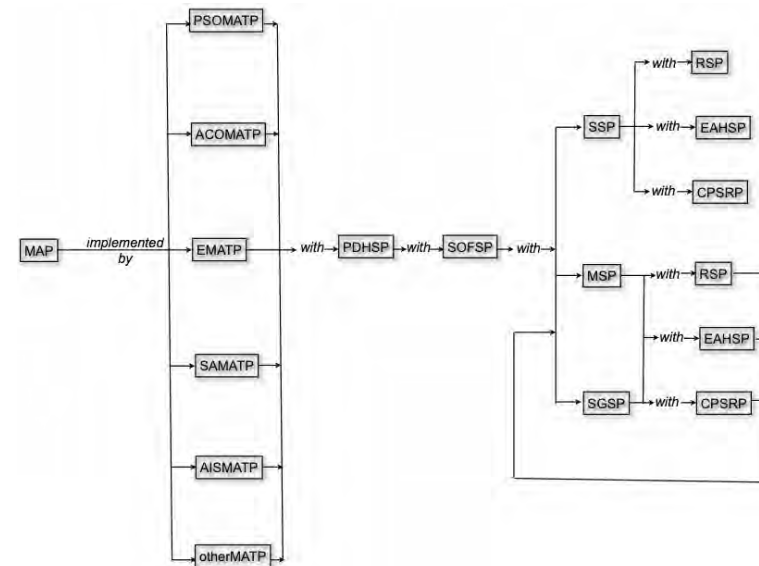 PSOMATP
ACOMATP
MAP
implemented
by
EMATP
SAMATP
AISMATP
otherMATP
with
PDHSP
with
SOFSP
with
SSP
with
RSP
with
EAHSP
with
CPSRP
MSP
with
RSP
with
EAHSP
SGSP
with
CPSRP